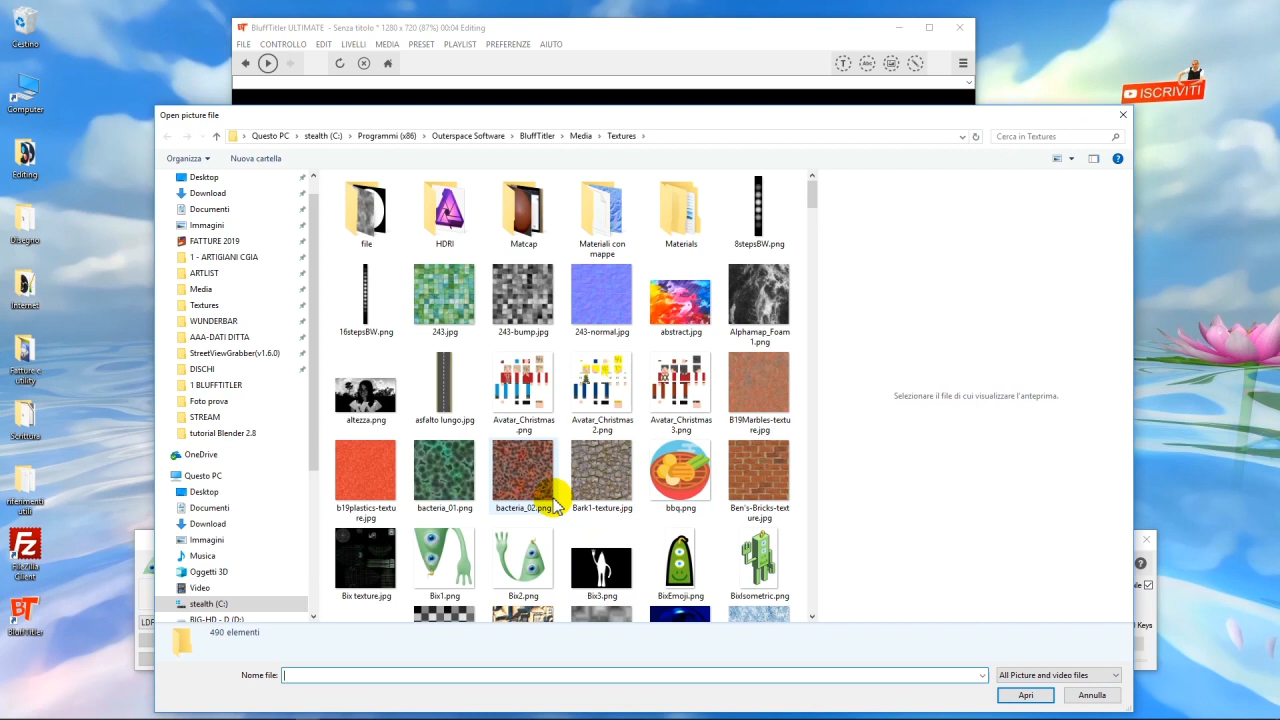 Cestino
Computer
Editing
Disegno
Internet
Fatture e
utility
Scrittura
riferimenti
utili
FileZilla
Client
BluffTitler
BluffTitler ULTIMATE - Senza titolo * 1280 x 720 (87%) 00:04 Editing
FILE CONTROLLO EDIT LIVELLI MEDIA PRESET PLAYLIST PREFERENZE AIUTO
ISCRIVITI
Open picture file
Questo PC > stealth (C:) > Programmi (x86) > Outerspace Software > BluffTitler > Media > Textures >
Cerca in Textures
Organizza
Nuova cartella
Desktop
Download
Documenti
Immagini
FATTURE 2019
1 - ARTIGIANI CGIA
ARTLIST
Media
Textures
WUNDERBAR
AAA-DATI DITTA
StreetViewGrabber(v1.6.0)
DISCHI
1 BLUFFTITLER
Foto prova
STREAM
tutorial Blender 2.8
OneDrive
Questo PC
Desktop
Documenti
Download
Immagini
Musica
Oggetti 3D
Video
stealth (C:)
BIG-HD - D (D:)
file
HDRI
Matcap
Materiali con
mappe
Materials
8stepsBW.png
16stepsBW.png
243.jpg
243-bump.jpg
243-normal.jpg
abstract.jpg
Alphamap_Foam
1.png
altezza.png
asfalto lungo.jpg
Avatar_Christmas
.png
Avatar_Christmas
2.png
Avatar_Christmas
3.png
B19Marbles-textu
re.jpg
b19plastics-textu
re.jpg
bacteria_01.png
bacteria_02.png
Bark1-texture.jpg
bbq.png
Ben's-Bricks-text
ure.jpg
Bix texture.jpg
Bix1.png
Bix2.png
Bix3.png
BixEmoji.png
BixIsometric.png
Selezionare il file di cui visualizzare l'anteprima.
490 elementi
Nome file:
All Picture and video files
Apri
Annulla
Keys